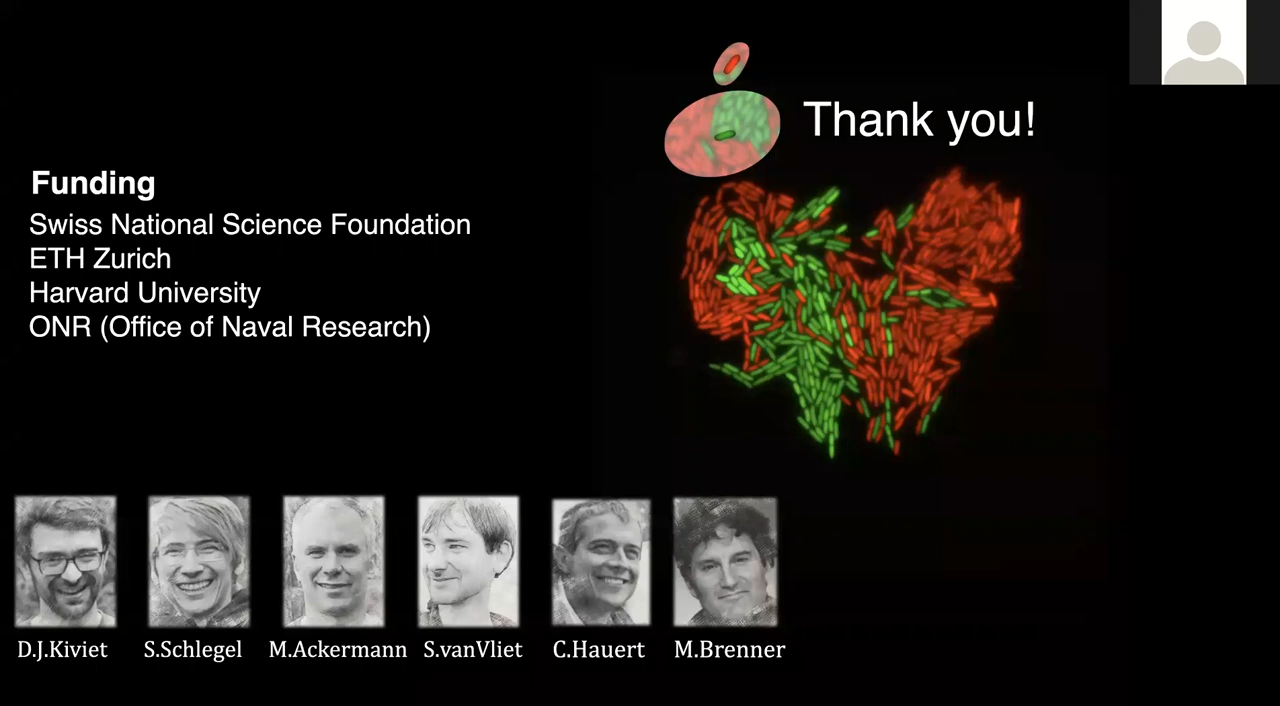 Thank you!
Funding
Swiss National Science Foundation
ETH Zurich
Harvard University
ONR (Office of Naval Research)
D.J.Kiviet
S.Schlegel
M.Ackermann
S.vanVliet
C.Hauert
M.Brenner